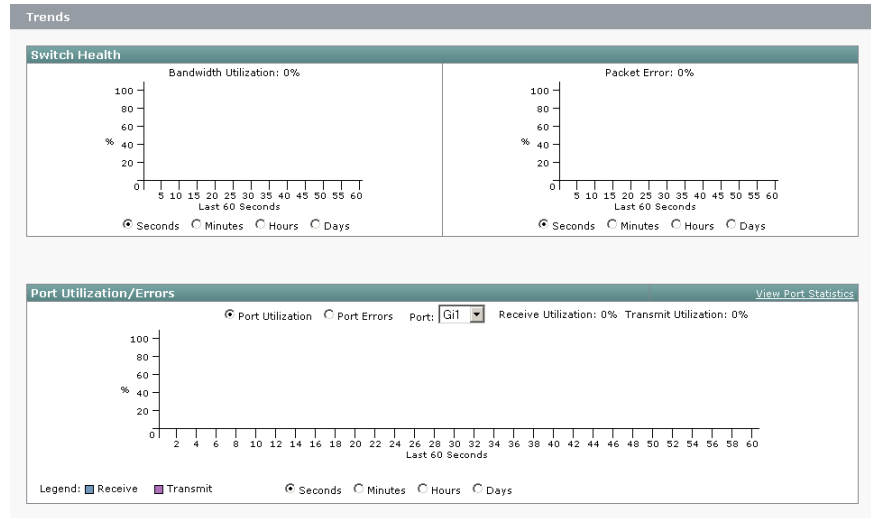 Trends
Switch Health
Bandwidth Utilization: 0%
100
80
60
% 40
20
0
5 10 15 20 25 30 35 40 45 50 55 60
Last 60 Seconds
Seconds Minutes Hours Days
Packet Error: 0%
100
80
60
% 40
20
0
5 10 15 20 25 30 35 40 45 50 55 60
Last 60 Seconds
Seconds Minutes Hours Days
Port Utilization/Errors View Port Statistics
Port Utilization Port Errors Port: Gi1 Receive Utilization: 0% Transmit Utilization: 0%
100
80
60
% 40
20
0
2 4 6 8 10 12 14 16 18 20 22 24 26 28 30 32 34 36 38 40 42 44 46 48 50 52 54 56 58 60
Last 60 Seconds
Legend: Receive Transmit Seconds Minutes Hours Days